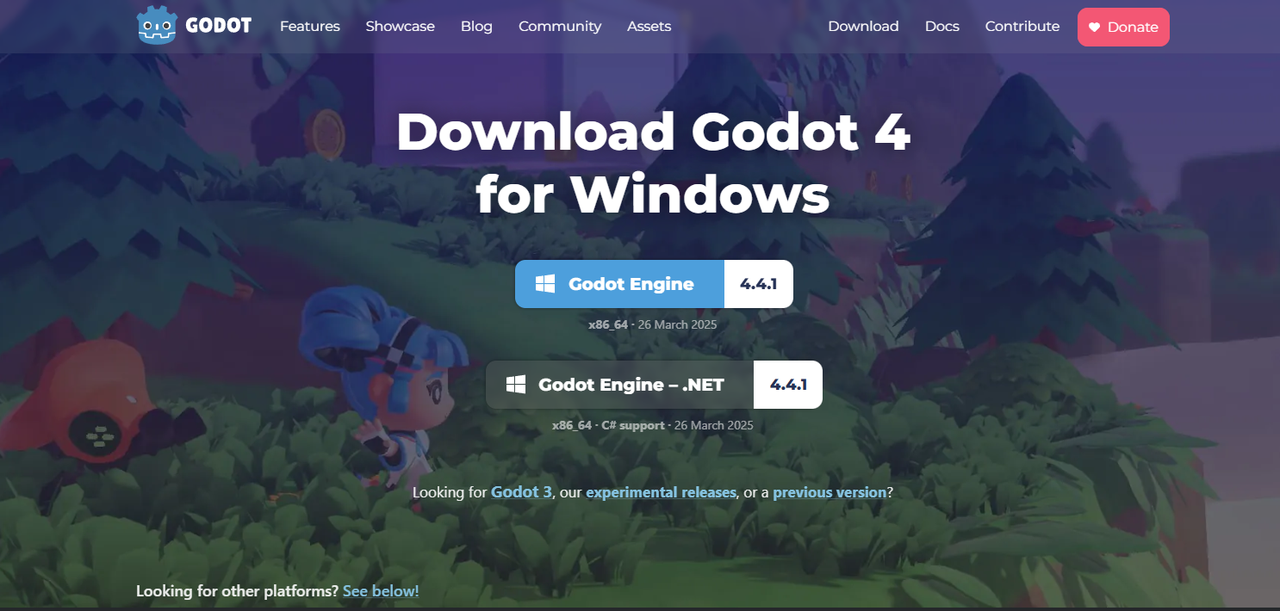 GODOT Features Showcase Blog Community Assets Download Docs Contribute Donate
Download Godot 4
for Windows
Godot Engine 4.4.1
x86_64 · 26 March 2025
Godot Engine – .NET 4.4.1
x86_64 · C# support · 26 March 2025
Looking for Godot 3, our experimental releases, or a previous version?
Looking for other platforms? See below!